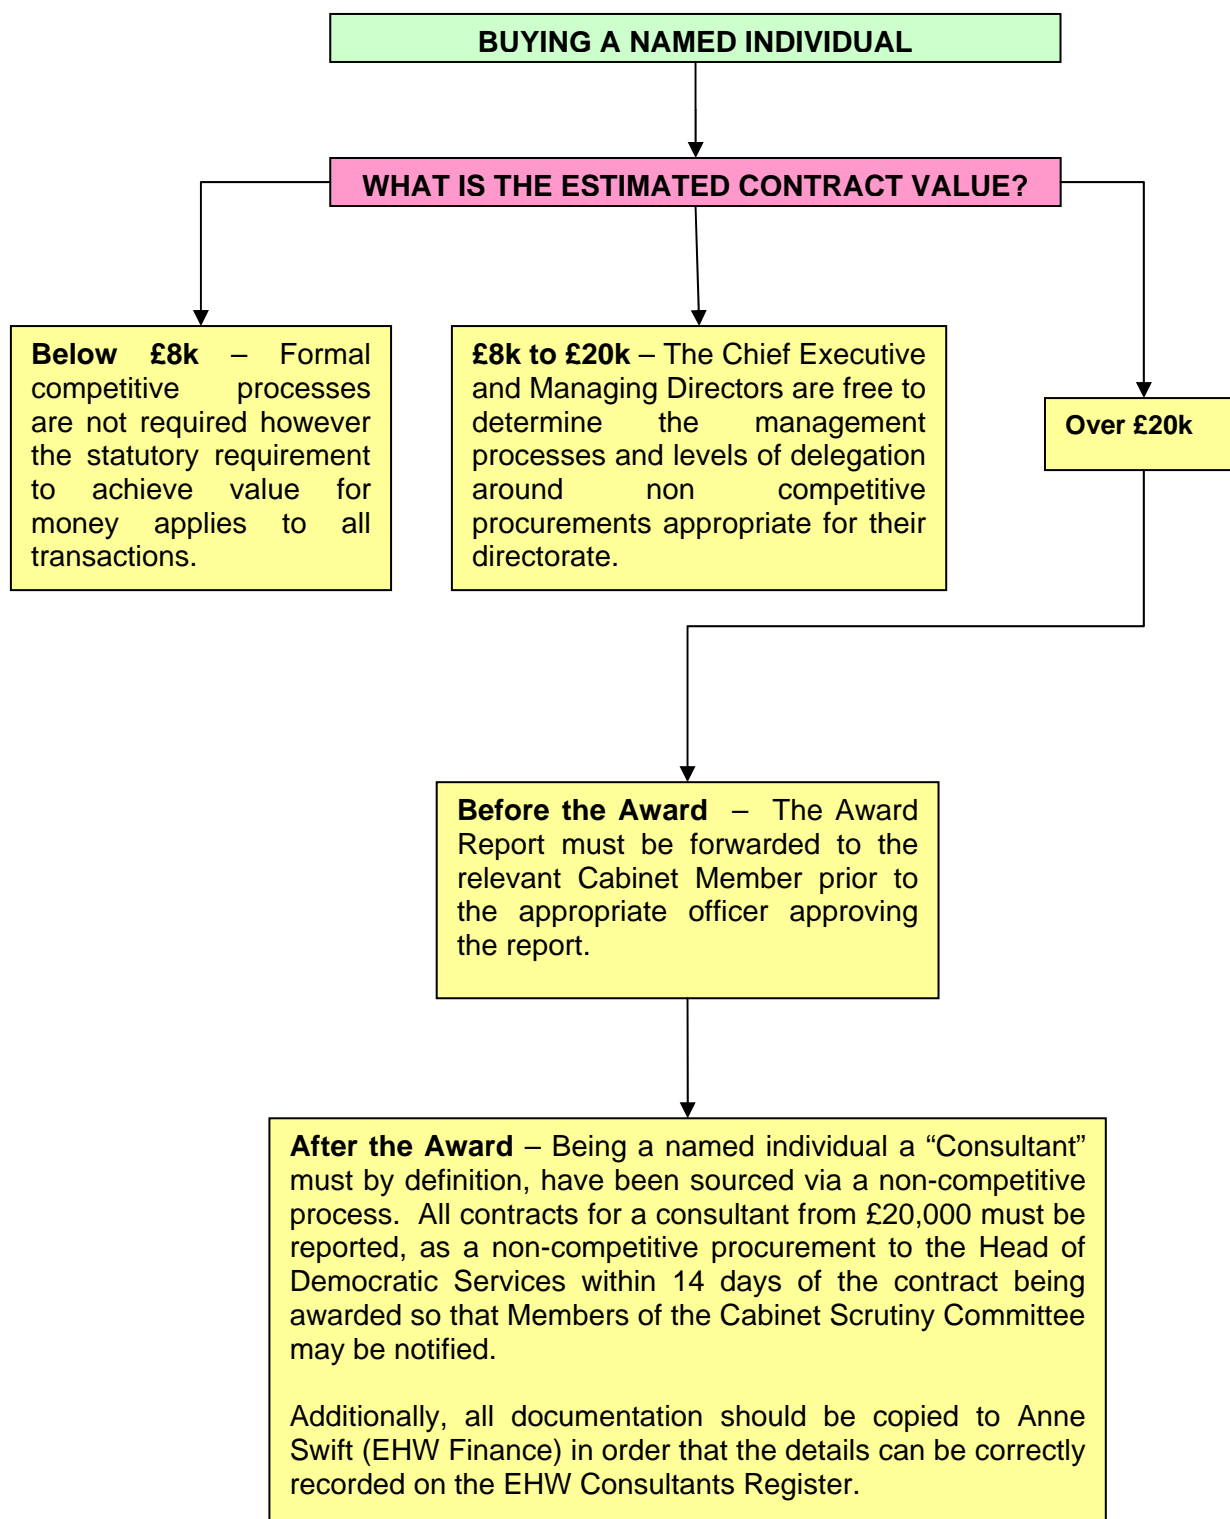 BUYING A NAMED INDIVIDUAL
WHAT IS THE ESTIMATED CONTRACT VALUE?
Below £8k – Formal
competitive processes
are not required however
the statutory requirement
to achieve value for
money applies to all
transactions.
£8k to £20k – The Chief Executive
and Managing Directors are free to
determine the management
processes and levels of delegation
around non competitive
procurements appropriate for their
directorate.
Over £20k
Before the Award – The Award
Report must be forwarded to the
relevant Cabinet Member prior to
the appropriate officer approving
the report.
After the Award – Being a named individual a “Consultant”
must by definition, have been sourced via a non-competitive
process. All contracts for a consultant from £20,000 must be
reported, as a non-competitive procurement to the Head of
Democratic Services within 14 days of the contract being
awarded so that Members of the Cabinet Scrutiny Committee
may be notified.
Additionally, all documentation should be copied to Anne
Swift (EHW Finance) in order that the details can be correctly
recorded on the EHW Consultants Register.